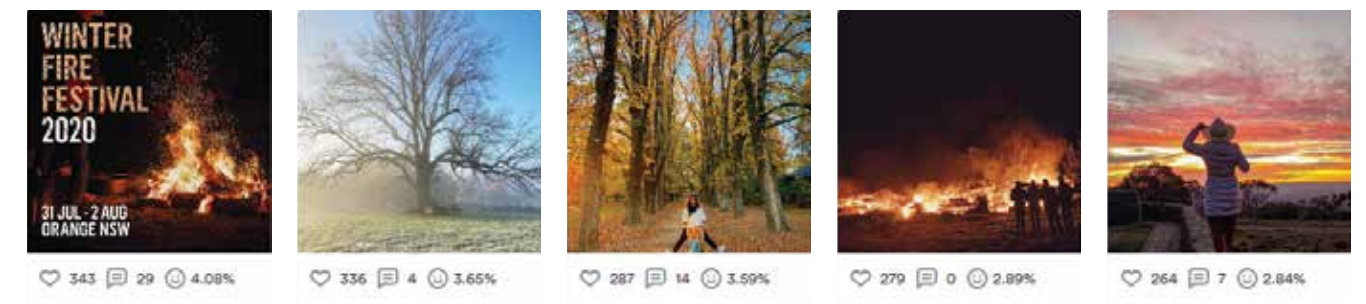 WINTER
FIRE
FESTIVAL
2020
31 JUL - 2 AUG
ORANGE NSW
343 29 4.08%
336 4 3.65%
287 14 3.59%
279 0 2.89%
264 7 2.84%